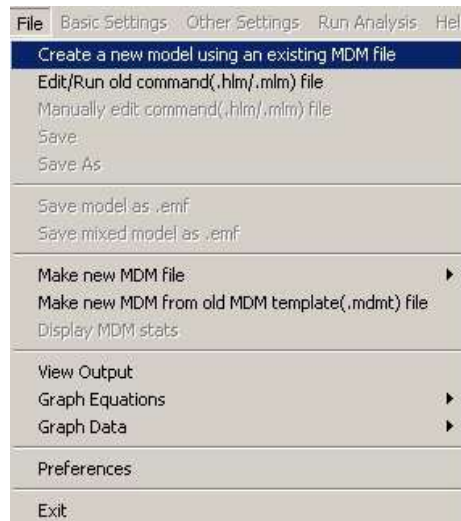 File Basic Settings Other Settings Run Analysis Hel
Create a new model using an existing MDM file
Edit/Run old command(.hlm/.mlm) file
Manually edit command(.hlm/.mlm) file
Save
Save As
Save model as .emf
Save mixed model as .emf
Make new MDM file
Make new MDM from old MDM template(.mdmt) file
Display MDM stats
View Output
Graph Equations
Graph Data
Preferences
Exit